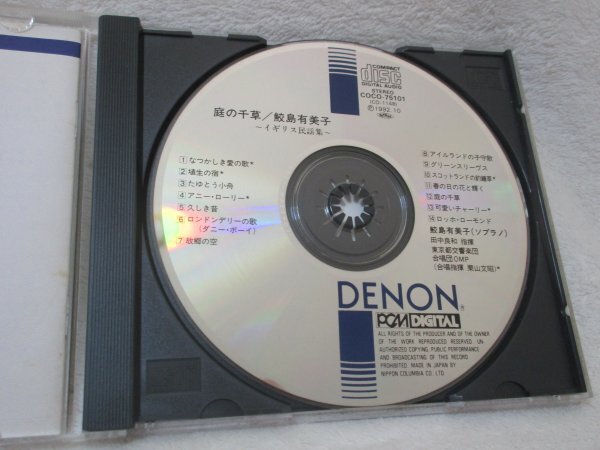 COMPACT
disc
DIGITAL AUDIO
STEREO
COCO-75101
(CO-1148)
Ⓟ1992.10
庭の千草／鮫島有美子
～イギリス民謡集～
1 なつかしき愛の歌*
2 埴生の宿*
3 たゆとう小舟
4 アニー・ローリー*
5 久しき昔
6 ロンドンデリーの歌
(ダニー・ボーイ)
7 故郷の空
8 アイルランドの子守歌
9 グリーンスリーヴス
10 スコットランドの釣鐘草*
11 春の日の花と輝く
12 庭の千草
13 可愛いチャーリー*
14 ロッホ・ローモンド
鮫島有美子(ソプラノ)
田中良和 指揮
東京都交響楽団
合唱団OMP
(合唱指揮 栗山文昭)*
DENON®
PCM DIGITAL
ALL RIGHTS OF THE PRODUCER AND OF THE OWNER
OF THE WORK REPRODUCED RESERVED. UN-
AUTHORIZED COPYING, PUBLIC PERFORMANCE
AND BROADCASTING OF THIS RECORD
PROHIBITED. MADE IN JAPAN BY
NIPPON COLUMBIA CO., LTD.